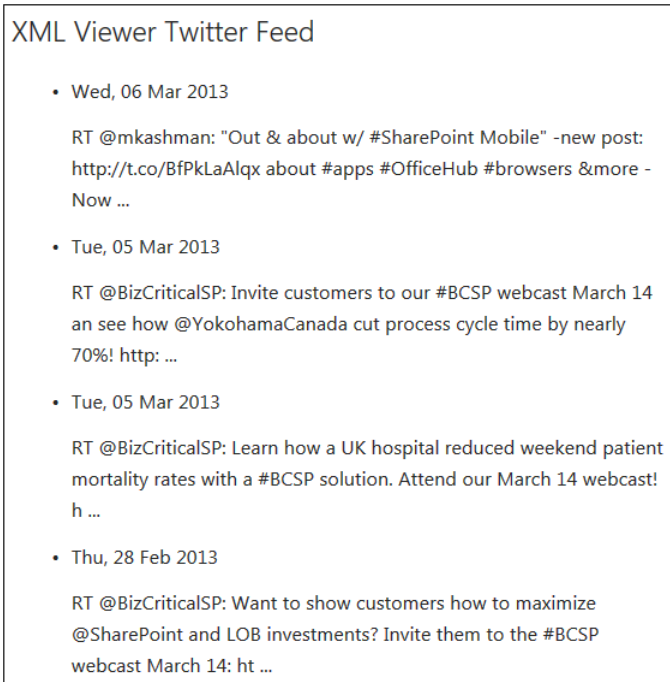 XML Viewer Twitter Feed
• Wed, 06 Mar 2013
RT @mkashman: "Out & about w/ #SharePoint Mobile" -new post:
http://t.co/BfPkLaAlqx about #apps #OfficeHub #browsers &more -
Now ...
• Tue, 05 Mar 2013
RT @BizCriticalSP: Invite customers to our #BCSP webcast March 14
an see how @YokohamaCanada cut process cycle time by nearly
70%! http: ...
• Tue, 05 Mar 2013
RT @BizCriticalSP: Learn how a UK hospital reduced weekend patient
mortality rates with a #BCSP solution. Attend our March 14 webcast!
h ...
• Thu, 28 Feb 2013
RT @BizCriticalSP: Want to show customers how to maximize
@SharePoint and LOB investments? Invite them to the #BCSP
webcast March 14: ht ...